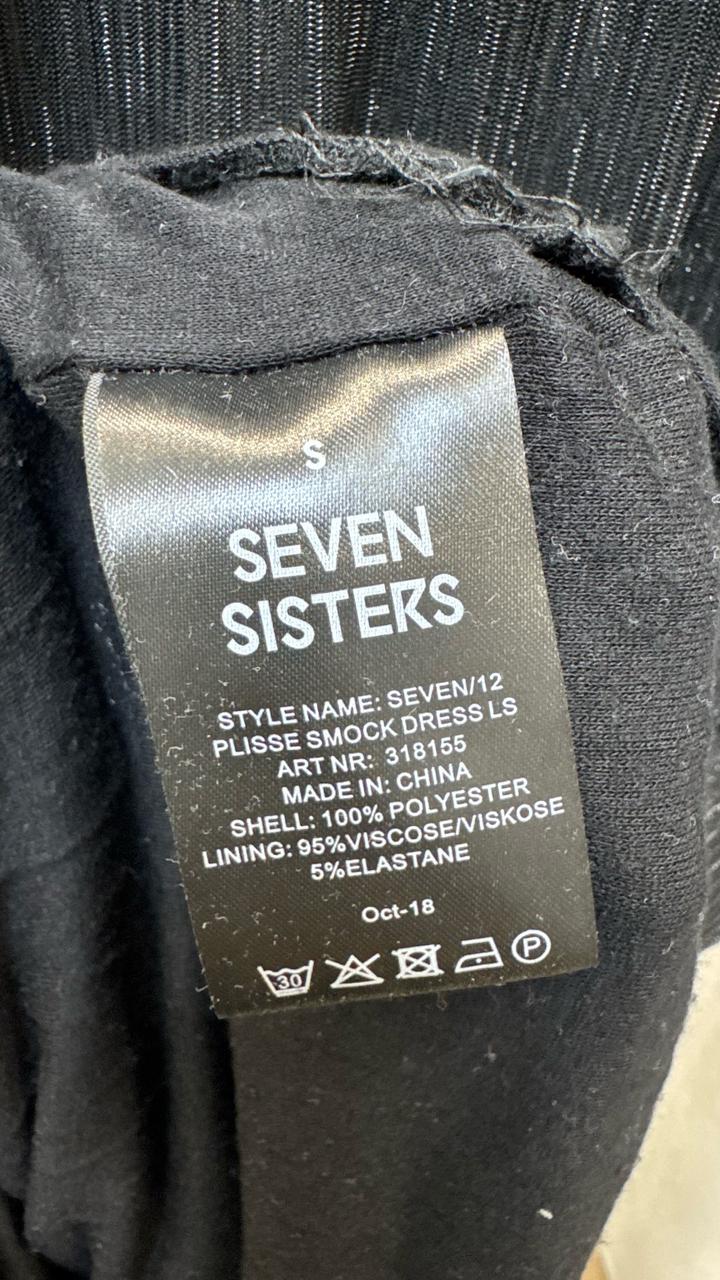 S
SEVEN
SISTERS
STYLE NAME: SEVEN/12
PLISSE SMOCK DRESS LS
ART NR: 318155
MADE IN: CHINA
SHELL: 100% POLYESTER
LINING: 95%VISCOSE/VISKOSE
5%ELASTANE
Oct-18
30 P